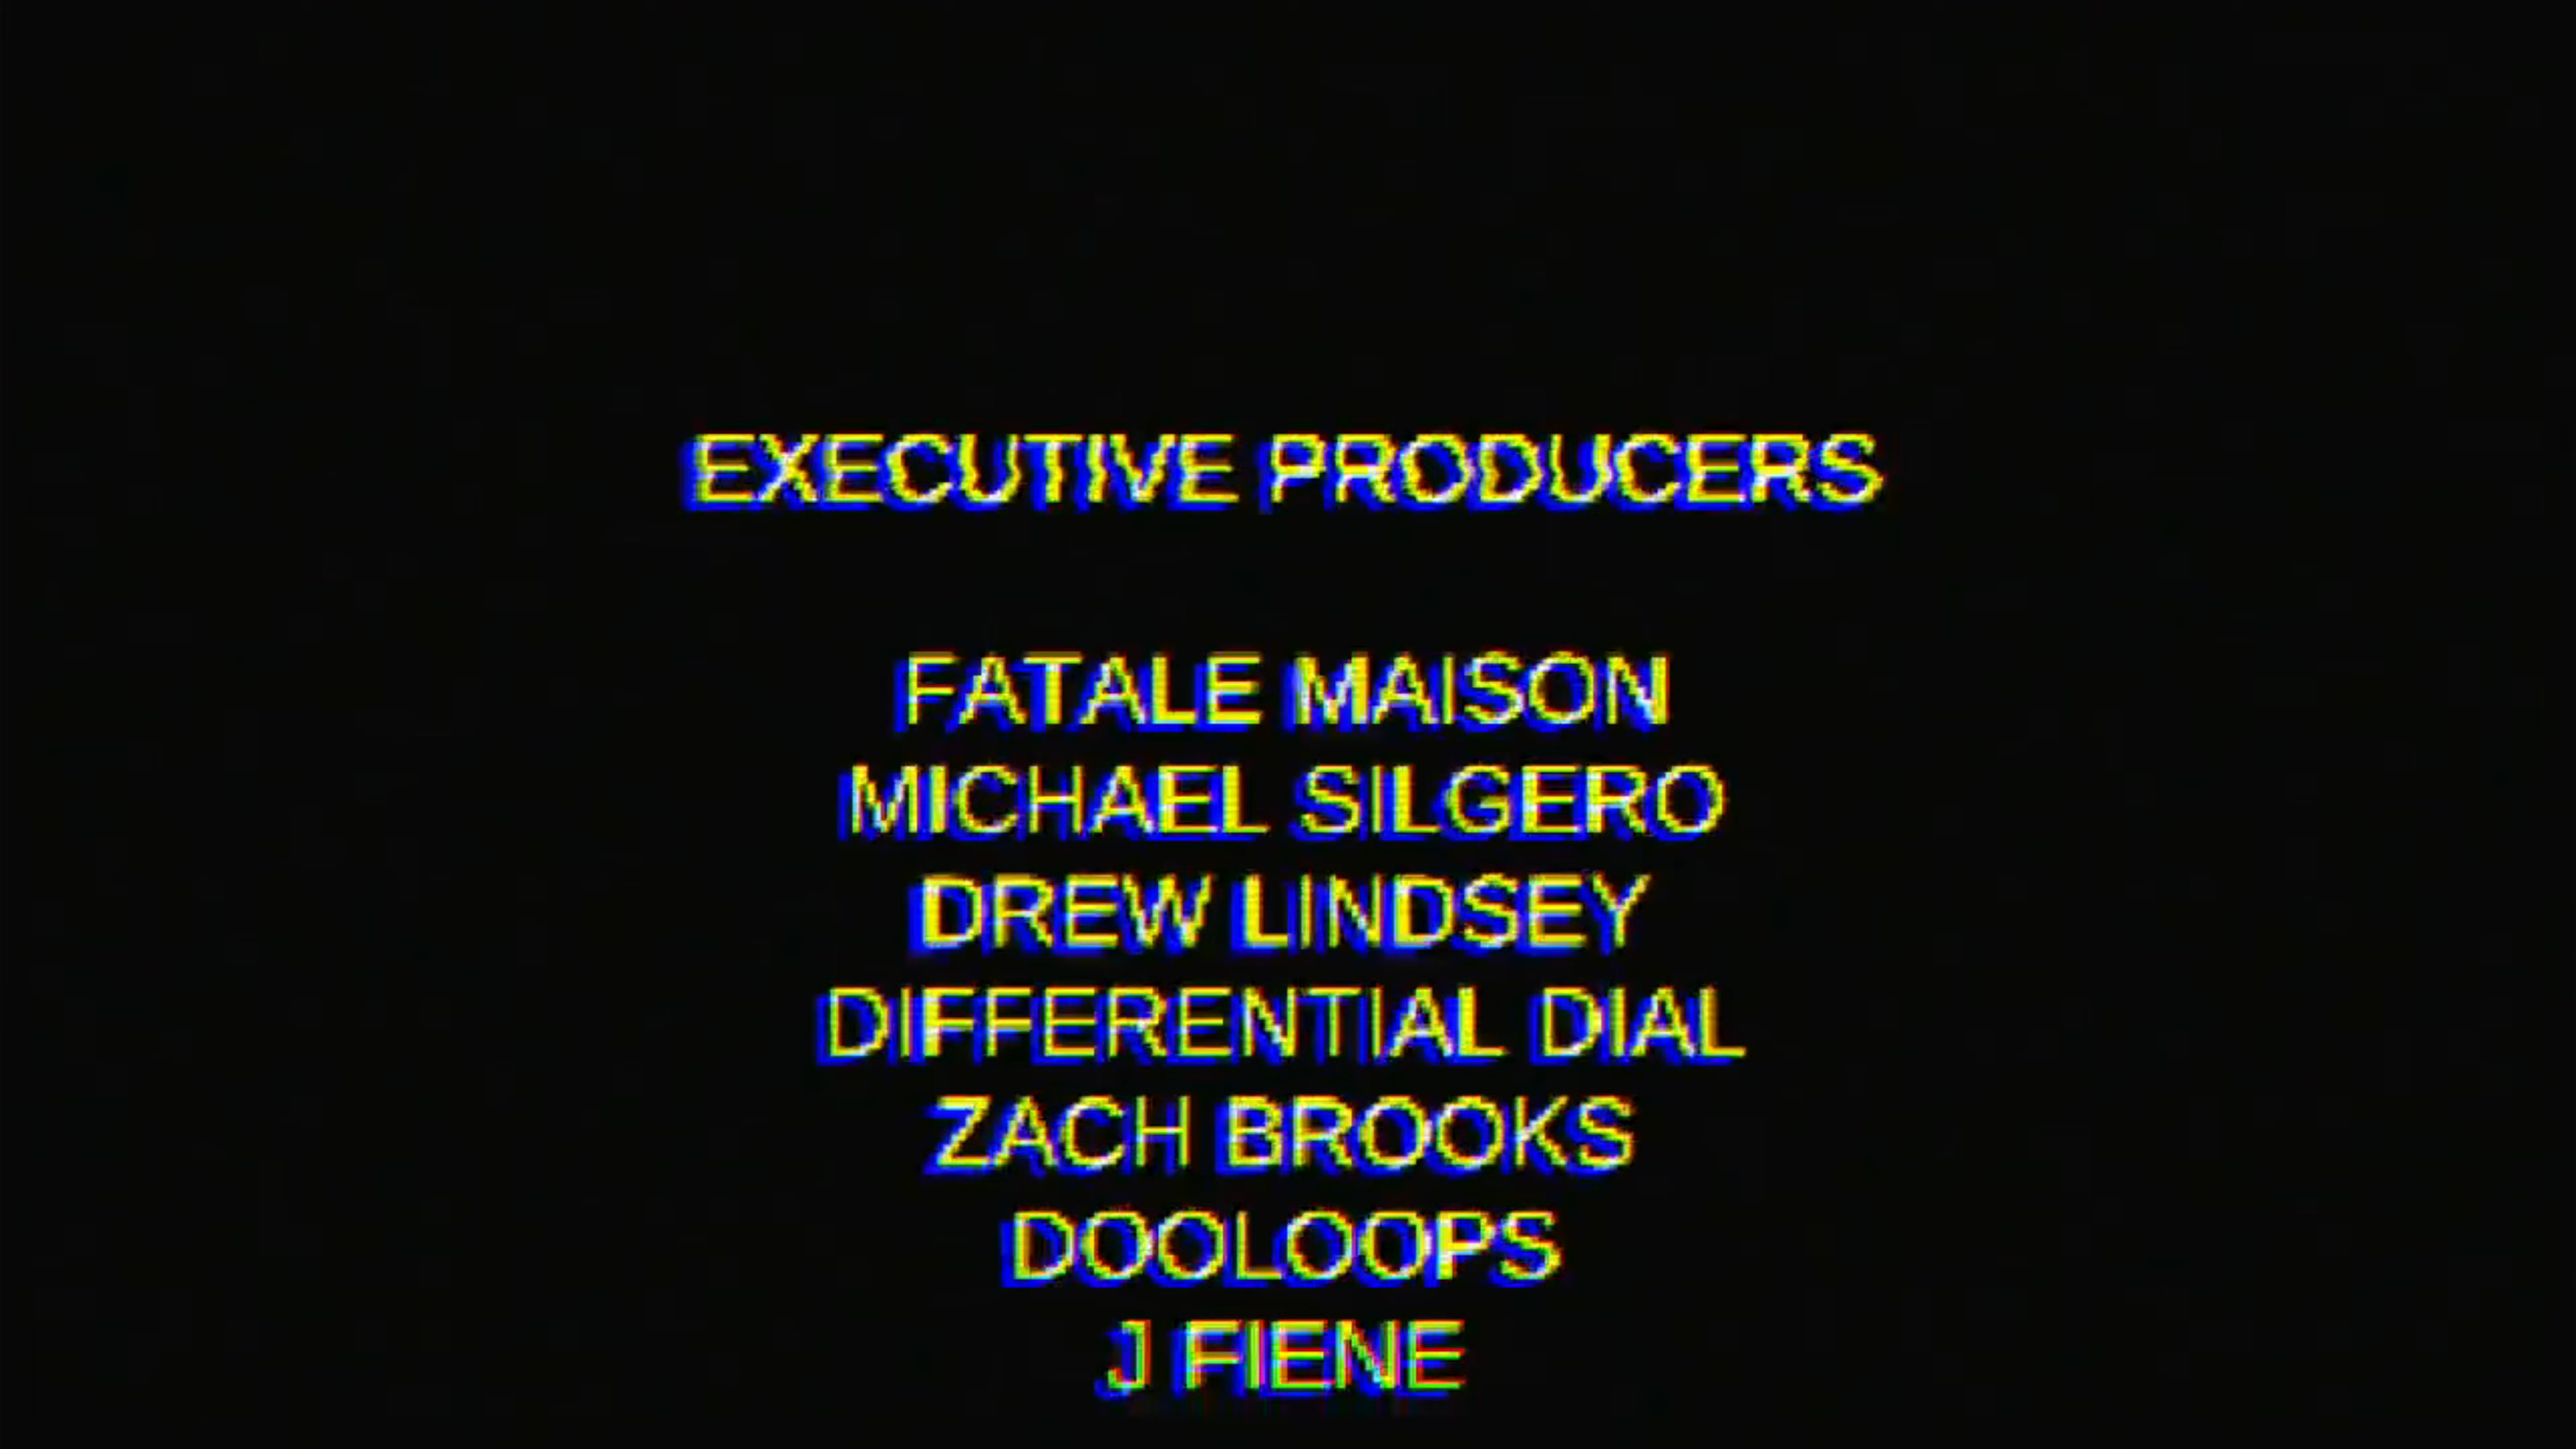 EXECUTIVE PRODUCERS
FATALE MAISON
MICHAEL SILGERO
DREW LINDSEY
DIFFERENTIAL DIAL
ZACH BROOKS
DOOLOOPS
J FIENE